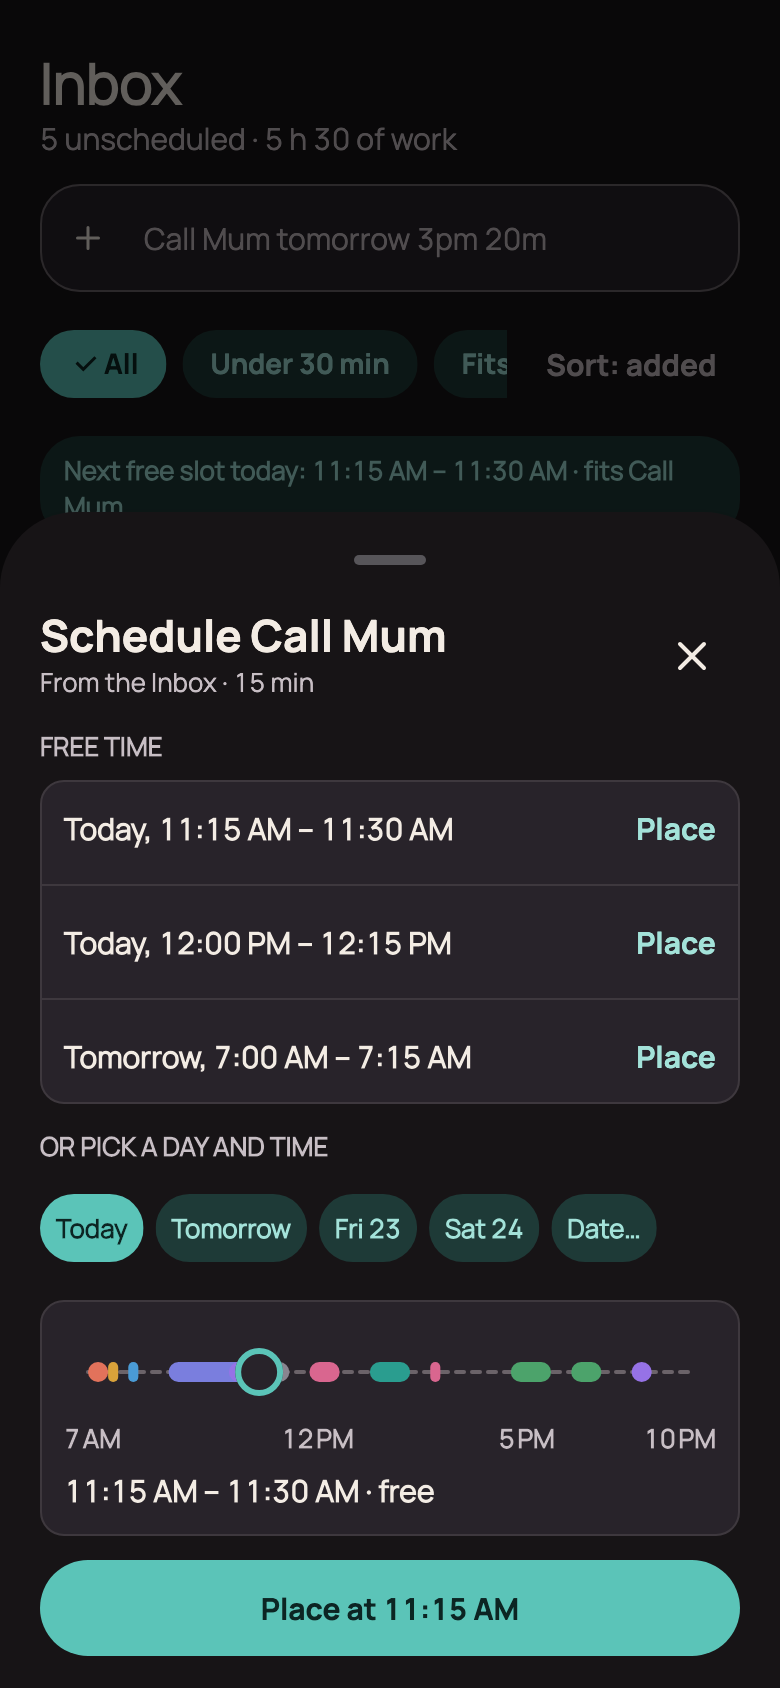 Inbox
5 unscheduled · 5 h 30 of work
Call Mum tomorrow 3pm 20m
All
Under 30 min
Fits
Sort: added
Next free slot today: 11:15 AM – 11:30 AM · fits Call
Mum
Schedule Call Mum
From the Inbox · 15 min
FREE TIME
Today, 11:15 AM – 11:30 AM
Place
Today, 12:00 PM – 12:15 PM
Place
Tomorrow, 7:00 AM – 7:15 AM
Place
OR PICK A DAY AND TIME
Today
Tomorrow
Fri 23
Sat 24
Date...
7 AM
12 PM
5 PM
10 PM
11:15 AM – 11:30 AM · free
Place at 11:15 AM